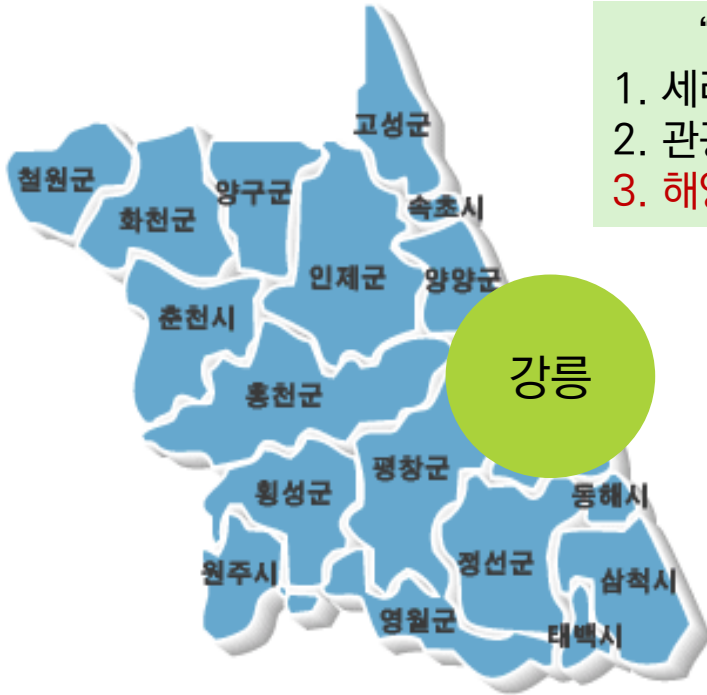 1. 세
2. 관
3. 해
고성군
철원군
양구군
속초시
화천군
인제군
양양군
춘천시
강릉
홍천군
평창군
횡성군
동해시
정선군
원주시
삼척시
영월군
태백시